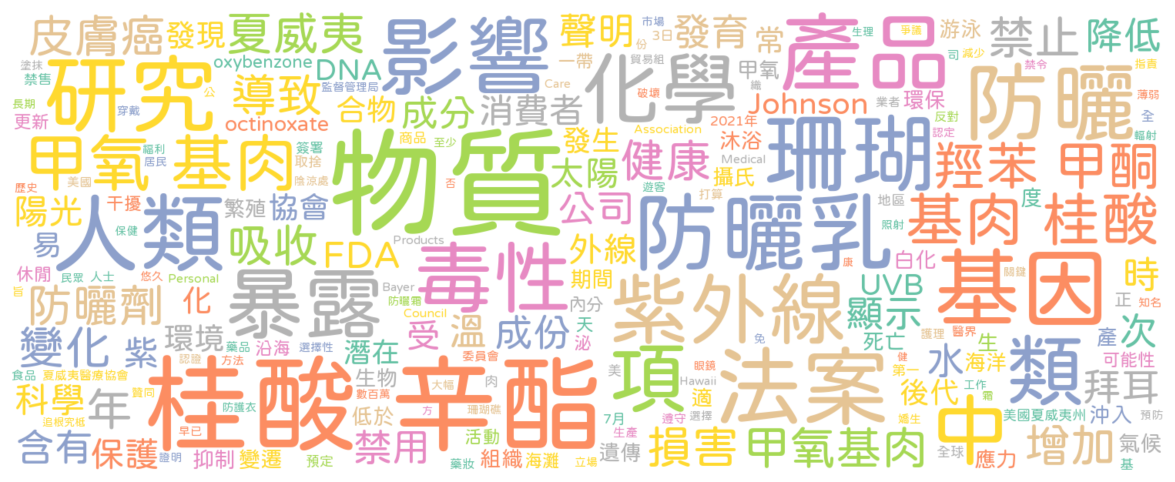 皮膚癌 發現 夏威夷 影響 聲明 市場 份 3日 發育 常 生理 爭議 產品 司 游泳 減少 禁止 降低
塗抹 禁售 研究 oxybenzone DNA 一帶 貿易組 甲氧 化學 禁令 防曬 指責
監督管理局 Care 織 破壞 業者 環保 薄弱
長期 穿戴 公 導致 合物 成分 消費者 Johnson 反對 全
更新 octinoxate 商品 至少 發生 Association 2021年 沐浴 認定 輻射
甲氧 基肉 福利 居民 簽署 取捨 物質 太陽 健康 Medical 攝氏 珊瑚 羥苯 甲酮
歷史 美國 陰涼處 否 遊客 打算
陽光 人類 干擾 繁殖 協會 公司 防曬乳 地區 度 基肉 桂酸
易 保健 吸收 FDA Products 外線 照射 康 白化
休閒 民眾 人士 悠久 Personal 毒性 期間 基因 關鍵 時
旨 防曬劑 化 暴露 Bayer 防曬霜 Council 內分 紫外線 UVB 正 知名
變化 紫 環境 受 溫 成份 天 泌 顯示 護理 醫界 生 產 次
認證 藥品 沿海 選擇性 潛在 委員會 免 死亡 可能性
食品 夏威夷醫療協會 方法 桂酸 生物 數百萬 大幅 肉 辛酯 美 項 眼鏡 Hawaii 法案 健 第一 水 海洋 類 拜耳
科學 年 贊同 防護衣 低於 方 珊瑚礁 適 選擇 後代 工作 霜 中
追根究柢 早已 7月 遵守 孳生 美國夏威夷州 沖入 預防
含有 保護 證明 抑制 變遷 預定 禁用 活動 藥妝 組織 生產 海灘 立場 遺傳 損害 甲氧基肉 全球 應力 增加 氣候 基